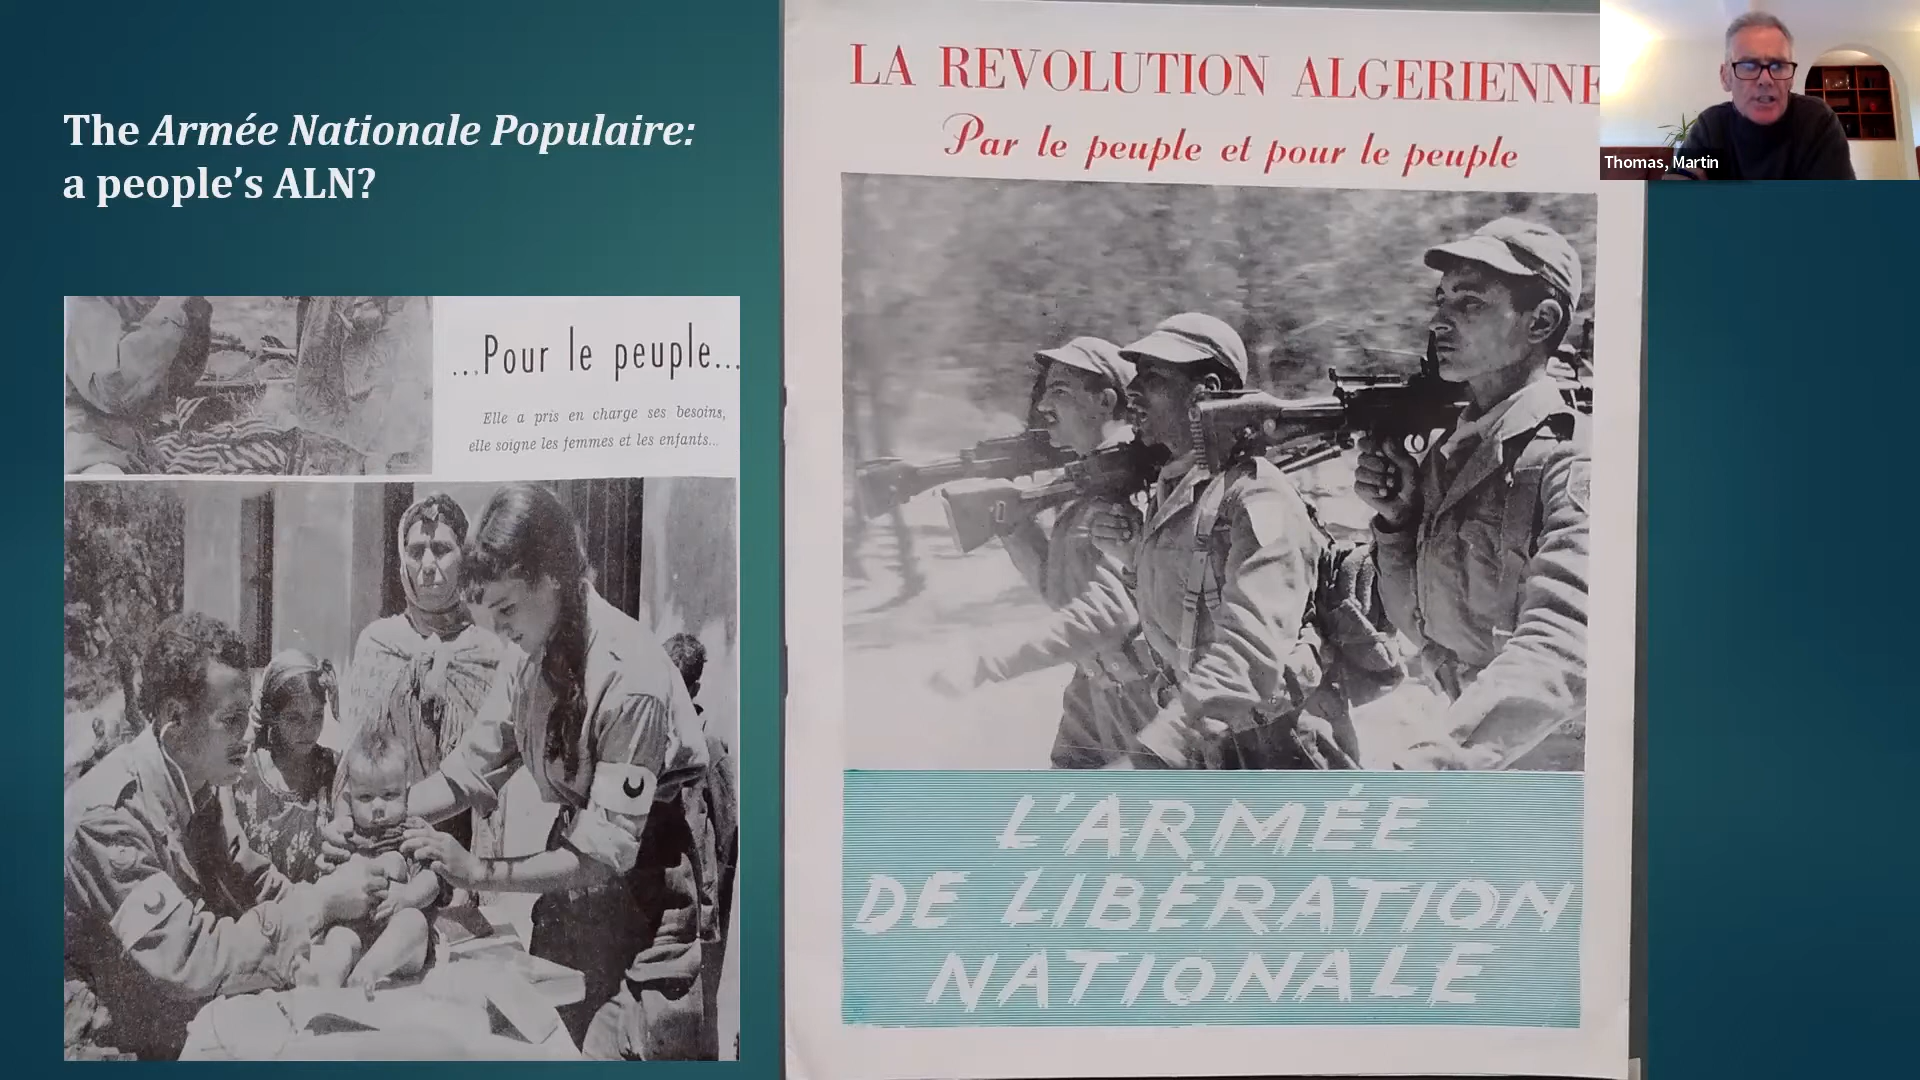 The Armée Nationale Populaire:
a people's ALN?
...Pour le peuple...
Elle a pris en charge ses besoins,
elle soigne les femmes et les enfants...
LA REVOLUTION ALGERIENNE
Par le peuple et pour le peuple
L'ARMÉE
DE LIBÉRATION
NATIONALE
Thomas, Martin